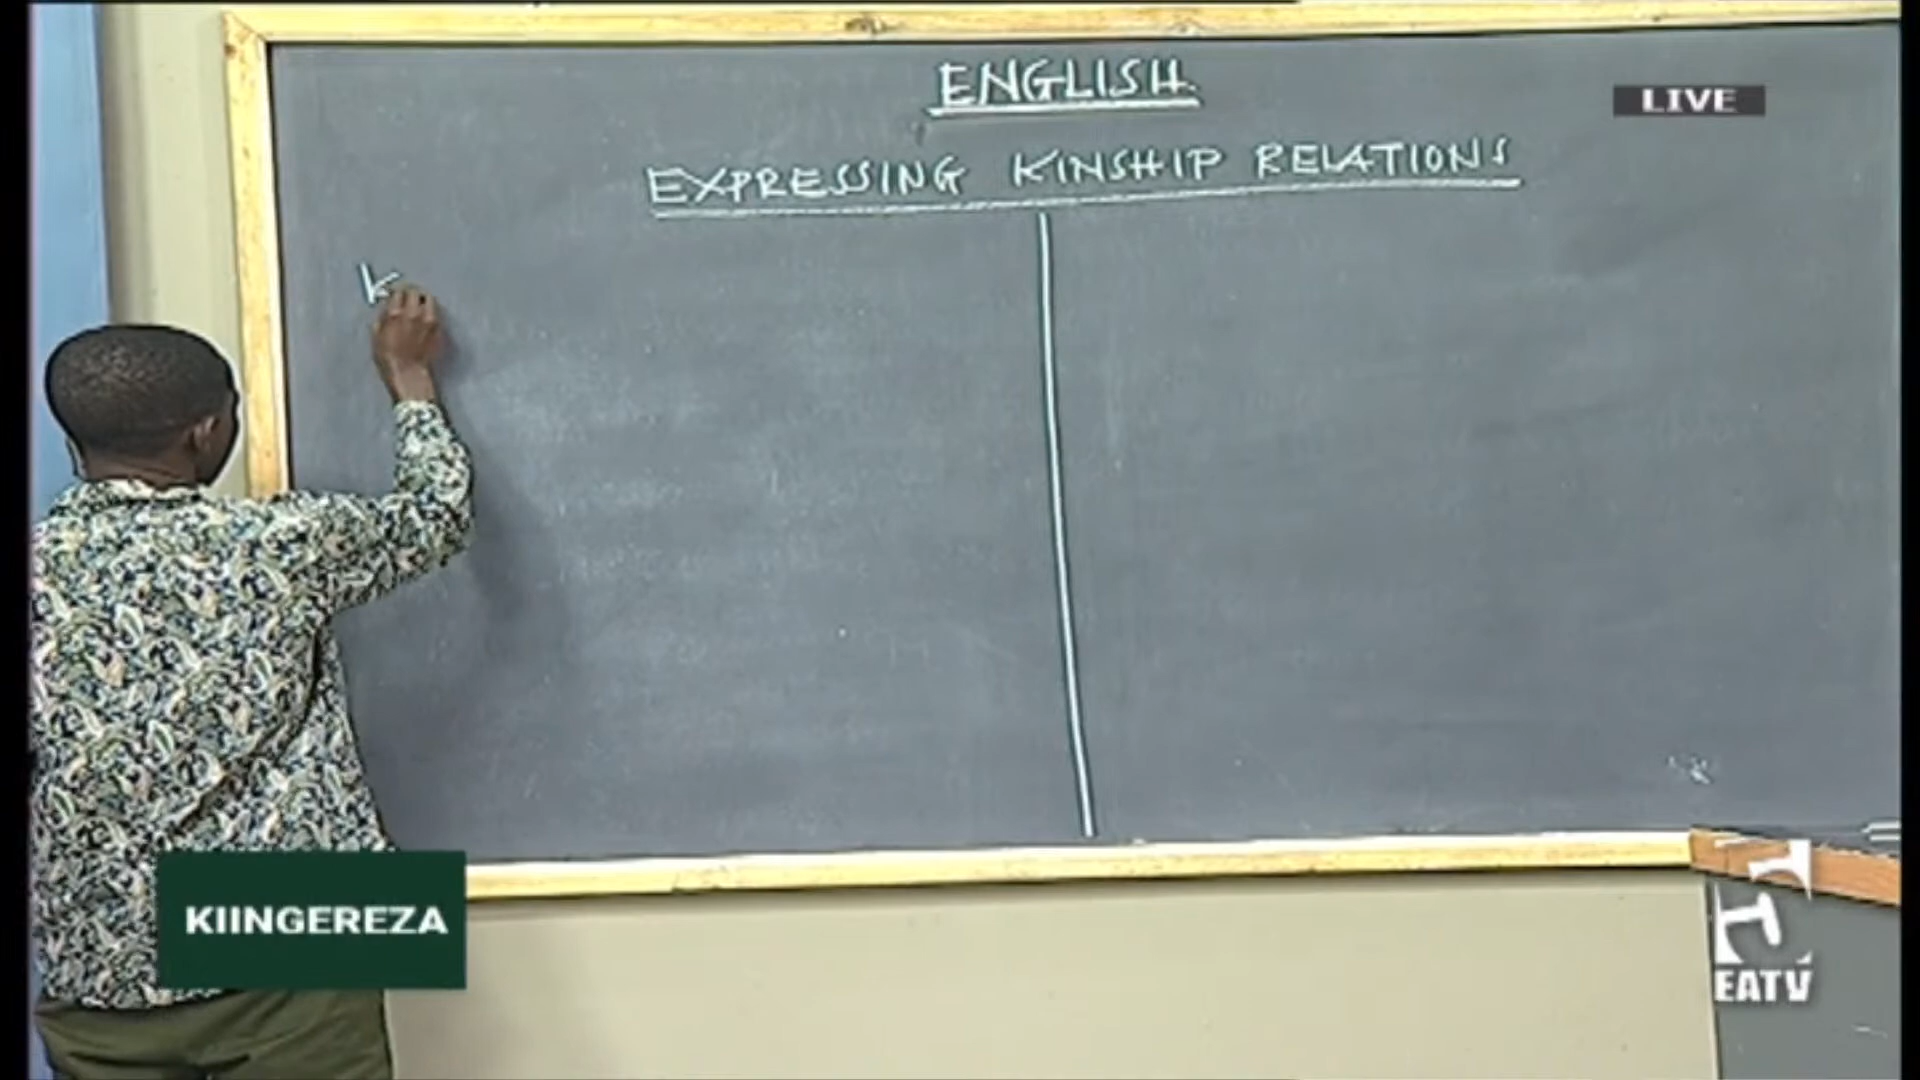 ENGLISH
LIVE
EXPRESSING KINSHIP RELATIONS
K
KIINGEREZA
EATV